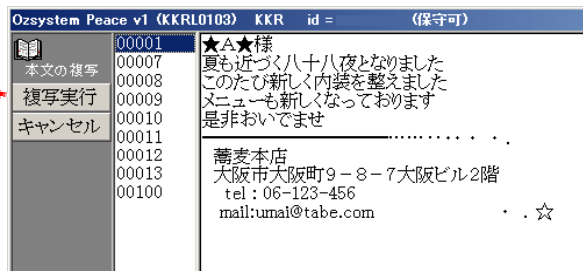 Ozsystem Peace v1 (KKRL0103) KKR id = (保守可)
本文の複写
複写実行
キャンセル
00001
00007
00008
00009
00010
00011
00012
00013
00100
★A★様
夏も近づく八十八夜となりました
このたび新しく内装を整えました
メニューも新しくなっております
是非おいでませ
蕎麦本店
大阪市大阪町9-8-7大阪ビル2階
tel:06-123-456
mail:umai@tabe.com ・ .☆